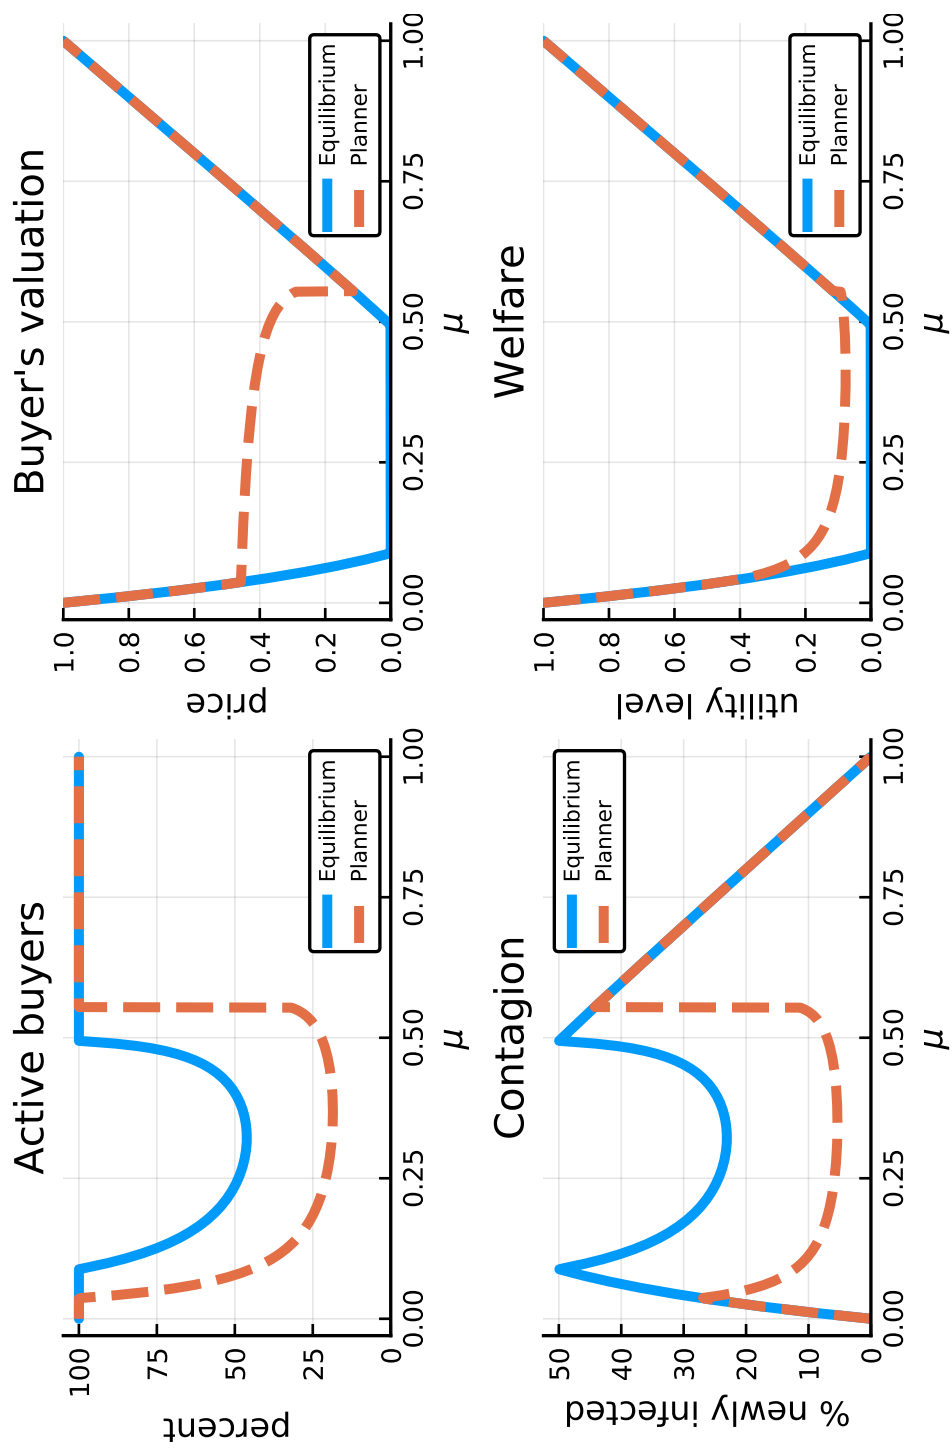 Active buyers
percent
100
75
50
25
0
0.00 0.25 0.50 0.75 1.00
μ
Equilibrium
Planner
Buyer's valuation
price
1.0
0.8
0.6
0.4
0.2
0.0
0.00 0.25 0.50 0.75 1.00
μ
Equilibrium
Planner
Contagion
% newly infected
50
40
30
20
10
0
0.00 0.25 0.50 0.75 1.00
μ
Equilibrium
Planner
Welfare
utility level
1.0
0.8
0.6
0.4
0.2
0.0
0.00 0.25 0.50 0.75 1.00
μ
Equilibrium
Planner